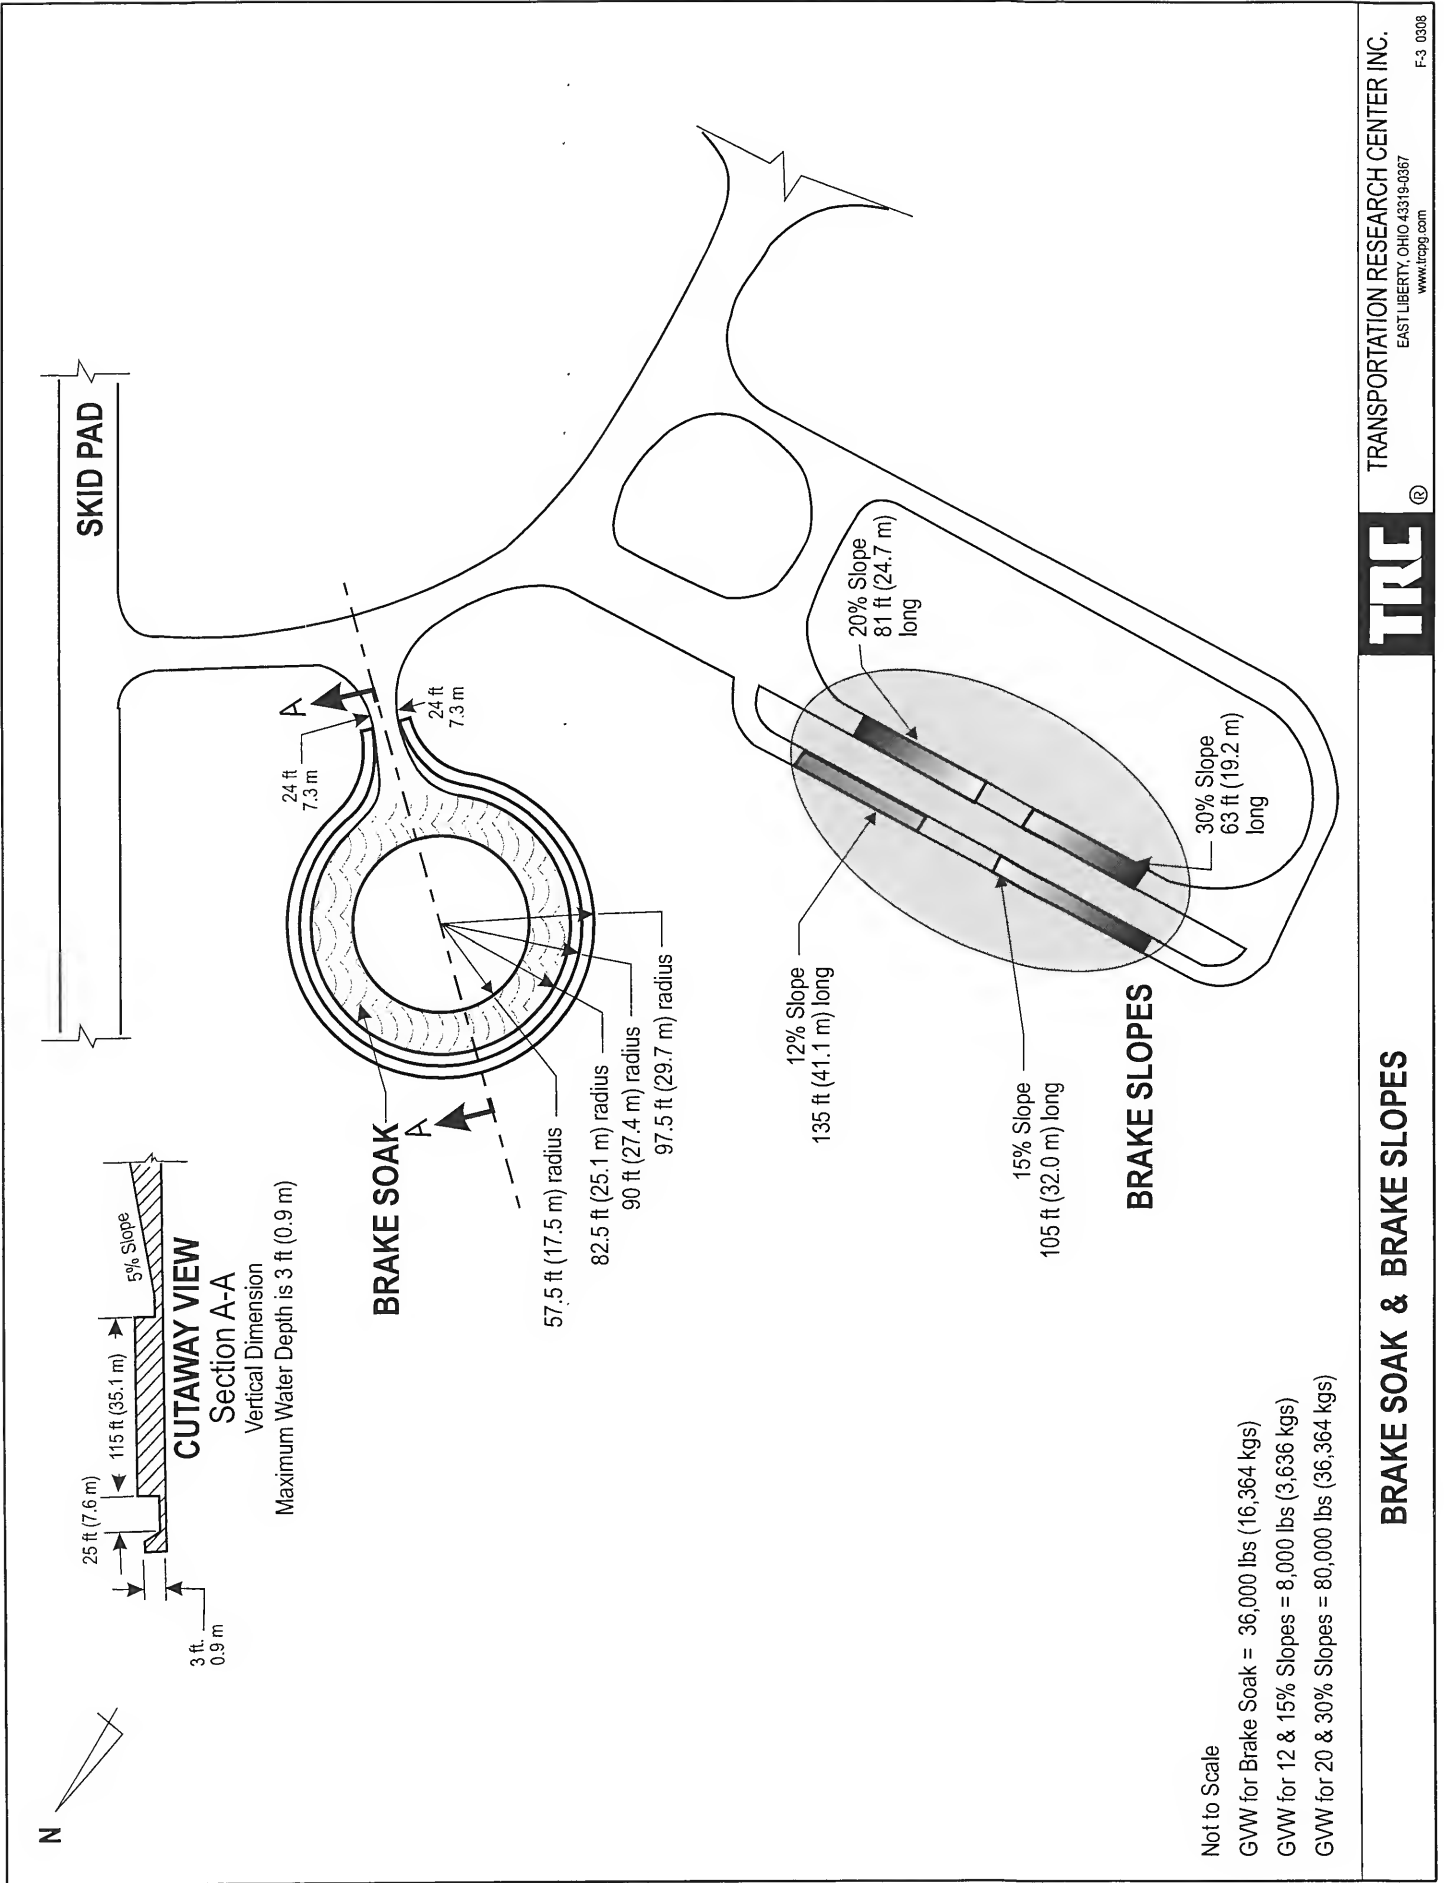 N
3 ft.
0.9 m
25 ft (7.6 m)
115 ft (35.1 m)
5% Slope
CUTAWAY VIEW
Section A-A
Vertical Dimension
Maximum Water Depth is 3 ft (0.9 m)
SKID PAD
BRAKE SOAK
A
A
24 ft
7.3 m
24 ft
7.3 m
57.5 ft (17.5 m) radius
82.5 ft (25.1 m) radius
90 ft (27.4 m) radius
97.5 ft (29.7 m) radius
12% Slope
135 ft (41.1 m) long
15% Slope
105 ft (32.0 m) long
20% Slope
81 ft (24.7 m)
long
30% Slope
63 ft (19.2 m)
long
BRAKE SLOPES
Not to Scale
GVW for Brake Soak = 36,000 lbs (16,364 kgs)
GVW for 12 & 15% Slopes = 8,000 lbs (3,636 kgs)
GVW for 20 & 30% Slopes = 80,000 lbs (36,364 kgs)
BRAKE SOAK & BRAKE SLOPES
TRC ®
TRANSPORTATION RESEARCH CENTER INC.
EAST LIBERTY, OHIO 43319-0367
www.trcpg.com
F-3 0308